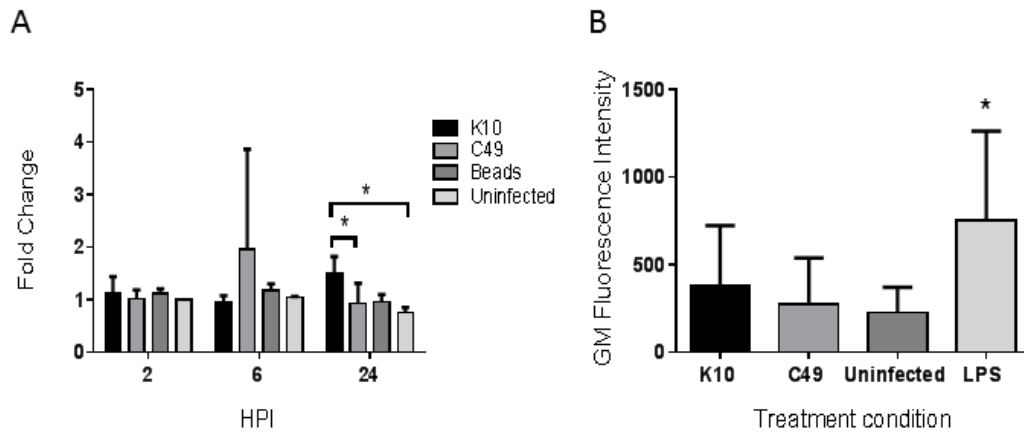 A
Fold Change
5
4
3
2
1
0
2 6 24
HPI
K10
C49
Beads
Uninfected
*
*
B
GM Fluorescence Intensity
1500
1000
500
0
*
K10 C49 Uninfected LPS
Treatment condition